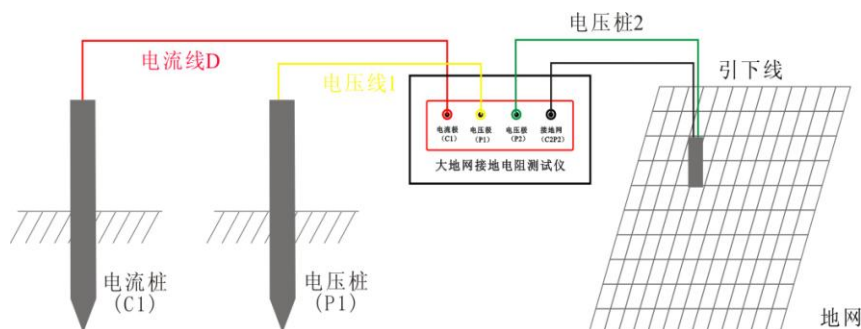 电压桩2
电流线D
电压线1
引下线
电流桩
(C1)
电压极
(P1)
电压极
(P2)
接地网
(C2P2)
大地网接地电阻测试仪
电流桩
(C1)
电压桩
(P1)
地网